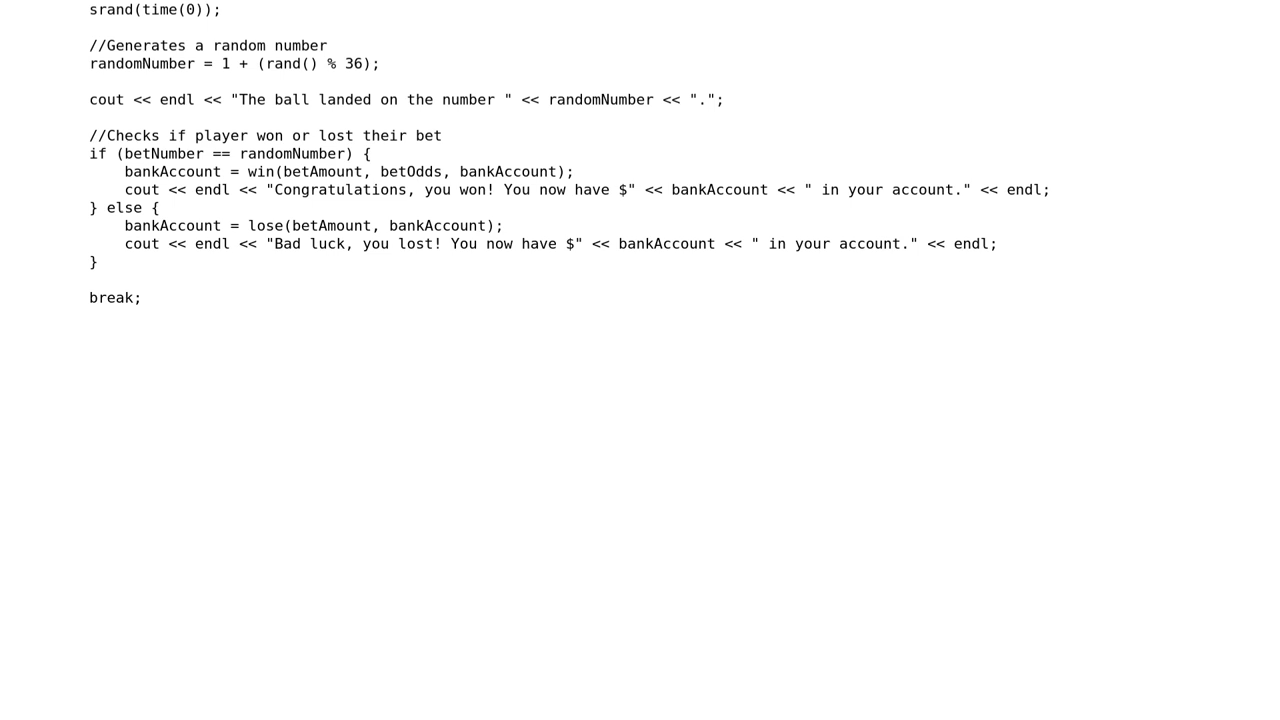 srand(time(0));
//Generates a random number
randomNumber = 1 + (rand() % 36);
cout << endl << "The ball landed on the number " << randomNumber << ".";
//Checks if player won or lost their bet
if (betNumber == randomNumber) {
    bankAccount = win(betAmount, betOdds, bankAccount);
    cout << endl << "Congratulations, you won! You now have $" << bankAccount << " in your account." << endl;
} else {
    bankAccount = lose(betAmount, bankAccount);
    cout << endl << "Bad luck, you lost! You now have $" << bankAccount << " in your account." << endl;
}
break;